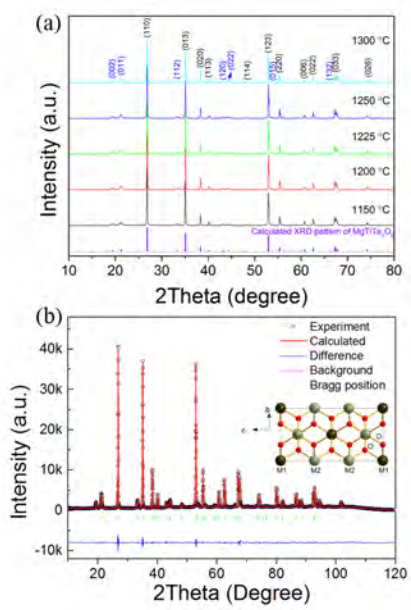 (a)
(110)
(013)
(123)
1300 °C
(002)
(011)
(112)
(020)
(113)
(120)
(022)
(114)
(220)
(006)
(022)
(132)
(026)
1250 °C
1225 °C
1200 °C
1150 °C
Calculated XRD pattern of MgTiTa₂O₈
Intensity (a.u.)
10 20 30 40 50 60 70 80
2Theta (degree)
(b)
Experiment
Calculated
Difference
Background
Bragg position
40k
30k
20k
10k
0
-10k
Intensity (a.u.)
b
c
O
O
M1 M2 M2 M1
20 40 60 80 100 120
2Theta (Degree)